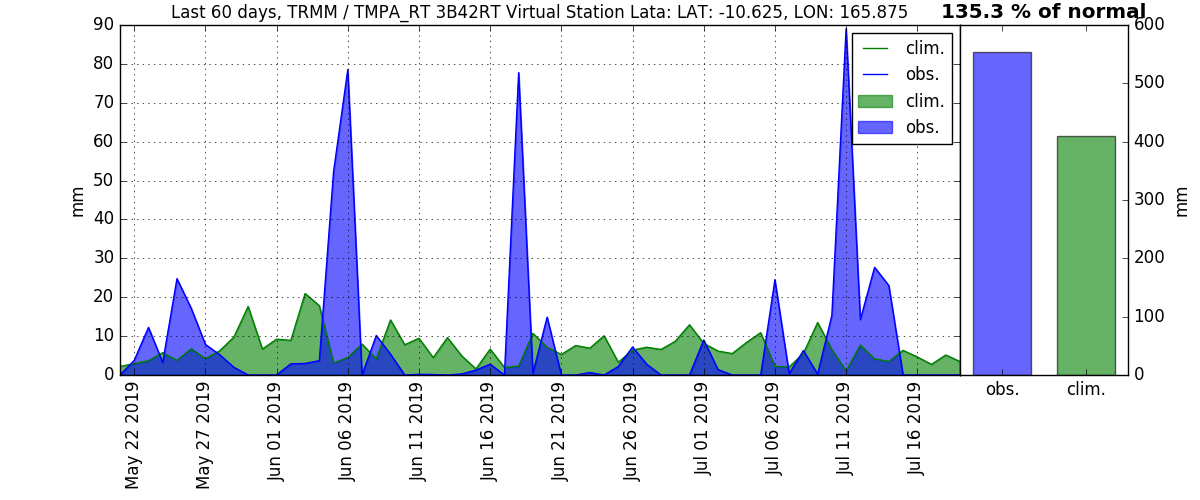 Last 60 days, TRMM / TMPA_RT 3B42RT Virtual Station Lata: LAT: -10.625, LON: 165.875
135.3 % of normal
90
80
70
60
50
40
30
20
10
0
mm
clim.
obs.
clim.
obs.
May 22 2019
May 27 2019
Jun 01 2019
Jun 06 2019
Jun 11 2019
Jun 16 2019
Jun 21 2019
Jun 26 2019
Jul 01 2019
Jul 06 2019
Jul 11 2019
Jul 16 2019
600
500
400
300
200
100
0
mm
obs.
clim.